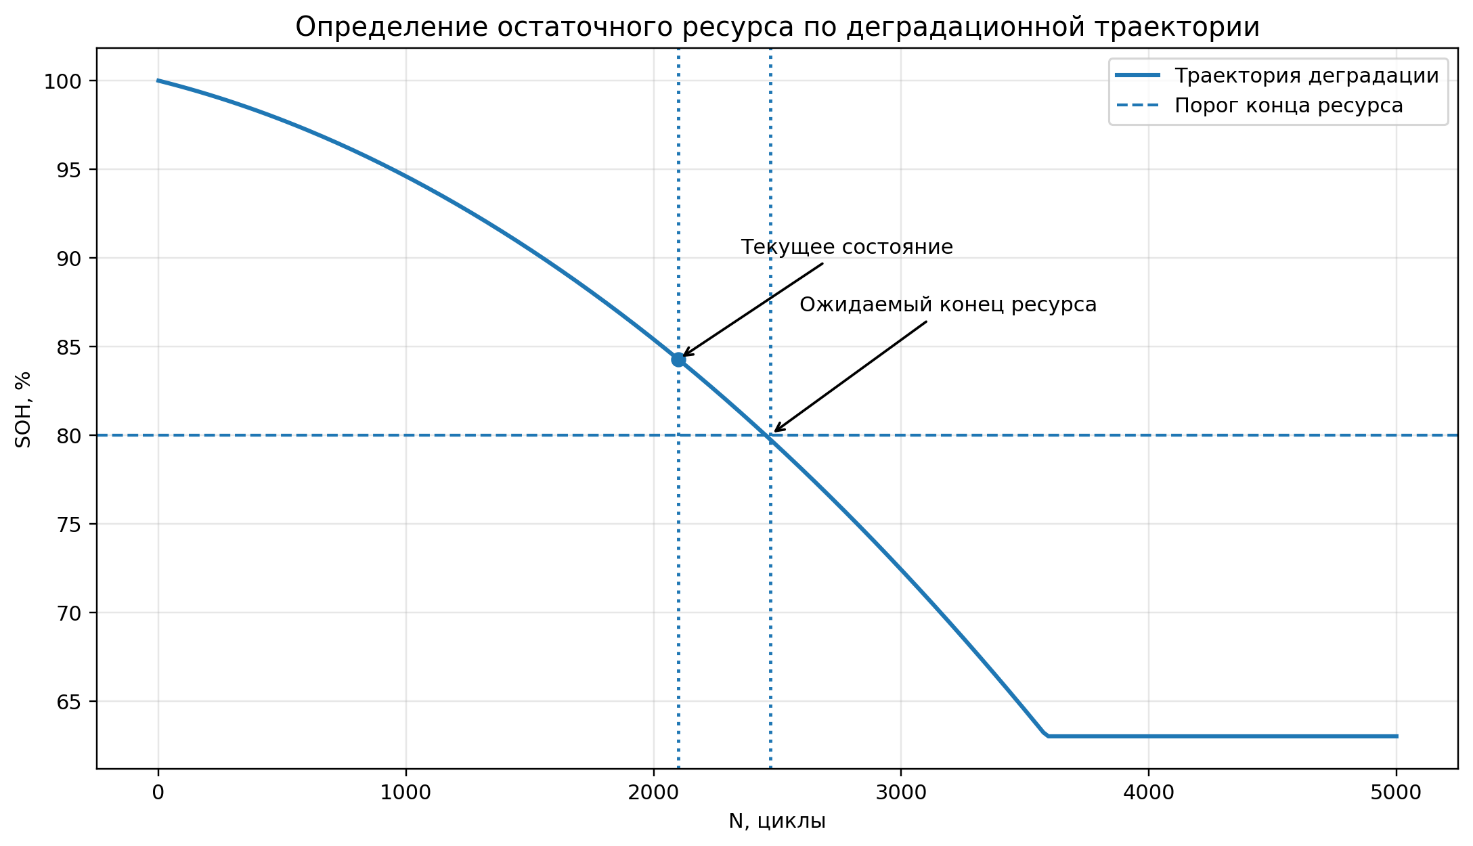 Определение остаточного ресурса по деградационной траектории
Траектория деградации
Порог конца ресурса
Текущее состояние
Ожидаемый конец ресурса
SOH, %
100
95
90
85
80
75
70
65
0 1000 2000 3000 4000 5000
N, циклы